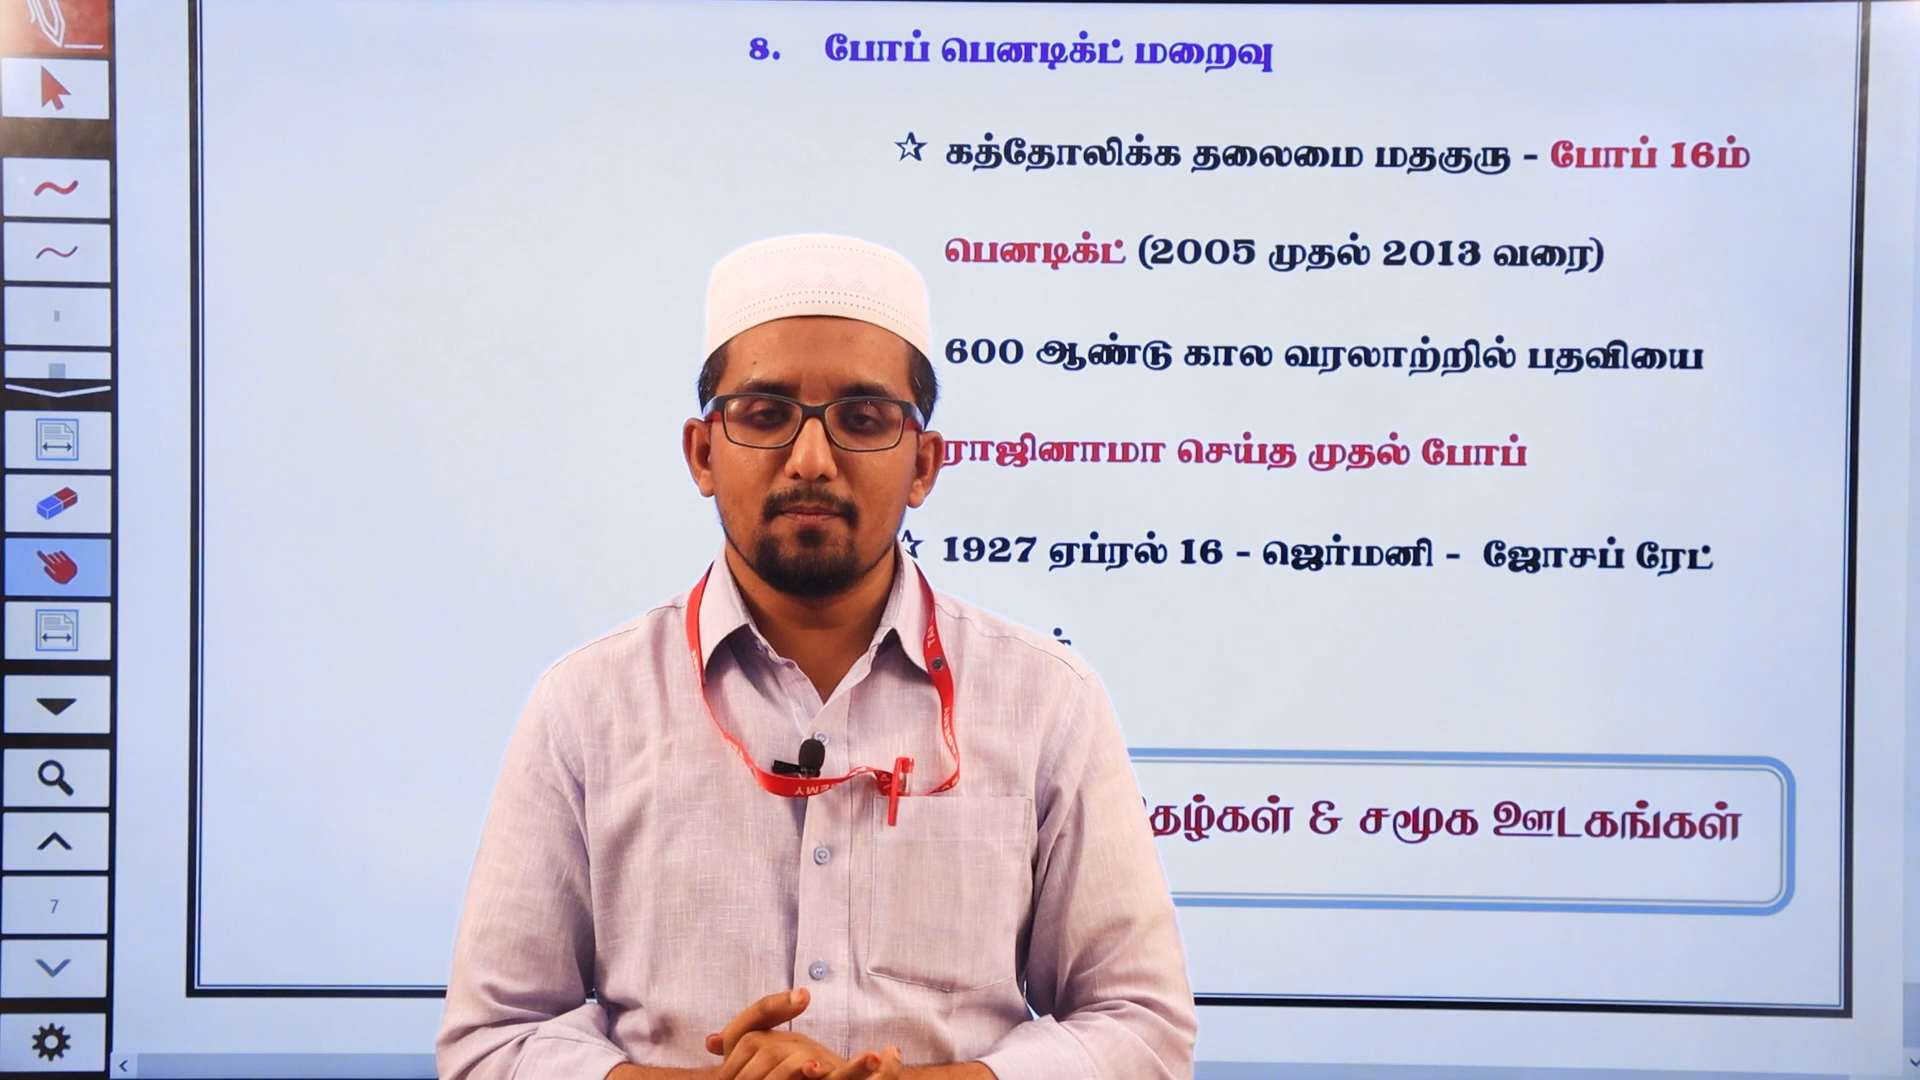 8. போப் பெனடிக்ட் மறைவு
☆ கத்தோலிக்க தலைமை மதகுரு - போப் 16ம்
பெனடிக்ட் (2005 முதல் 2013 வரை)
600 ஆண்டு கால வரலாற்றில் பதவியை
ராஜினாமா செய்த முதல் போப்
☆ 1927 ஏப்ரல் 16 - ஜெர்மனி - ஜோசப் ரேட்
தழ்கள் & சமூக ஊடகங்கள்
7